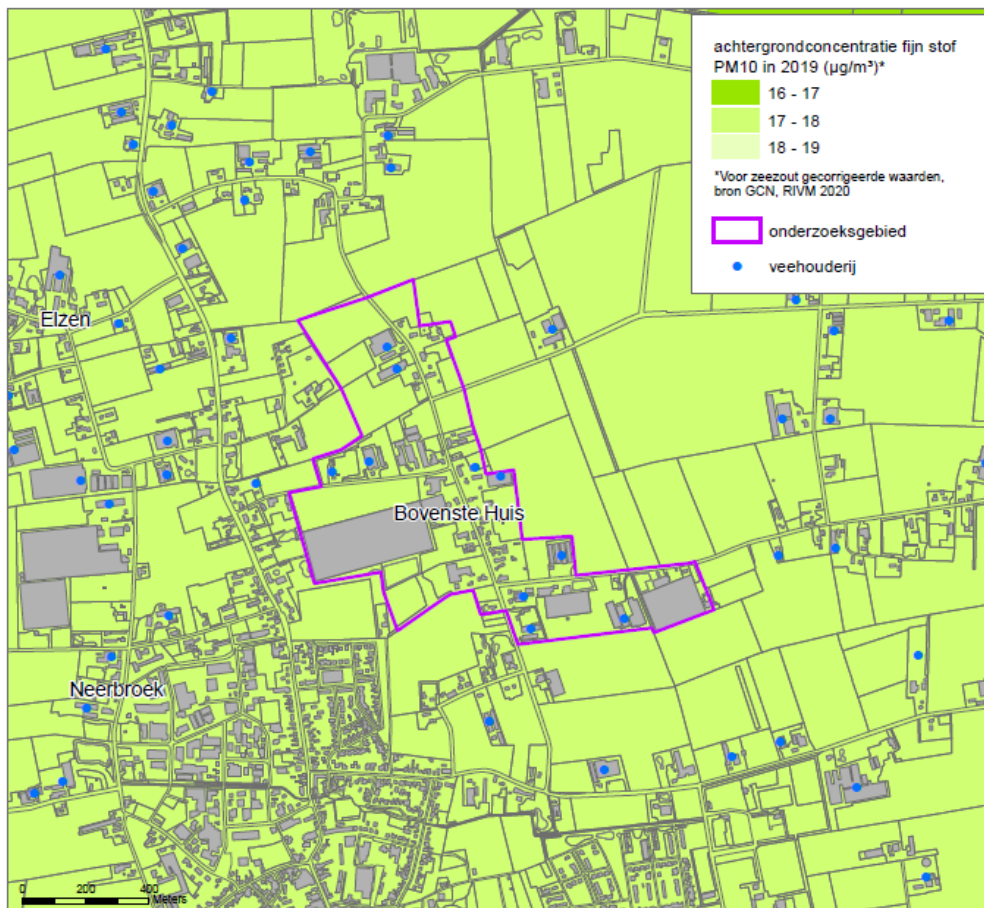 achtergrondconcentratie fijn stof
PM10 in 2019 (µg/m³)*
16 - 17
17 - 18
18 - 19
*Voor zeezout gecorrigeerde waarden,
bron GCN, RIVM 2020
onderzoeksgebied
veehouderij
Elzen
Bovenste Huis
Neerbroek
0 200 400
Meters